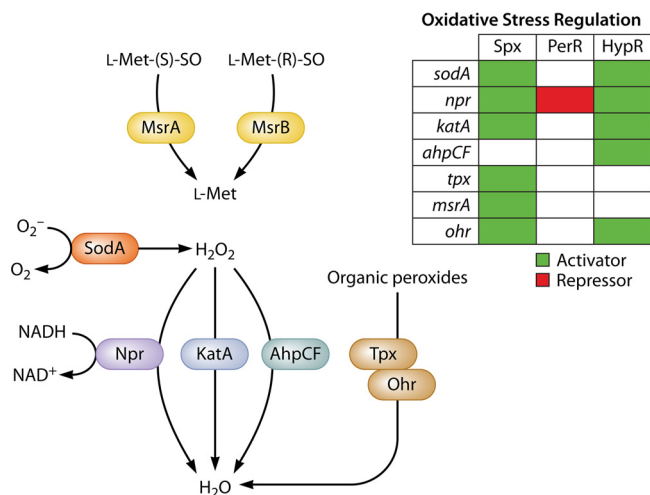 Oxidative Stress Regulation
Spx PerR HypR
sodA
npr
katA
ahpCF
tpx
msrA
ohr
Activator
Repressor
L-Met-(S)-SO L-Met-(R)-SO
MsrA MsrB
L-Met
O₂⁻
SodA
O₂
H₂O₂
Organic peroxides
NADH
Npr
NAD⁺
KatA
AhpCF
Tpx
Ohr
H₂O